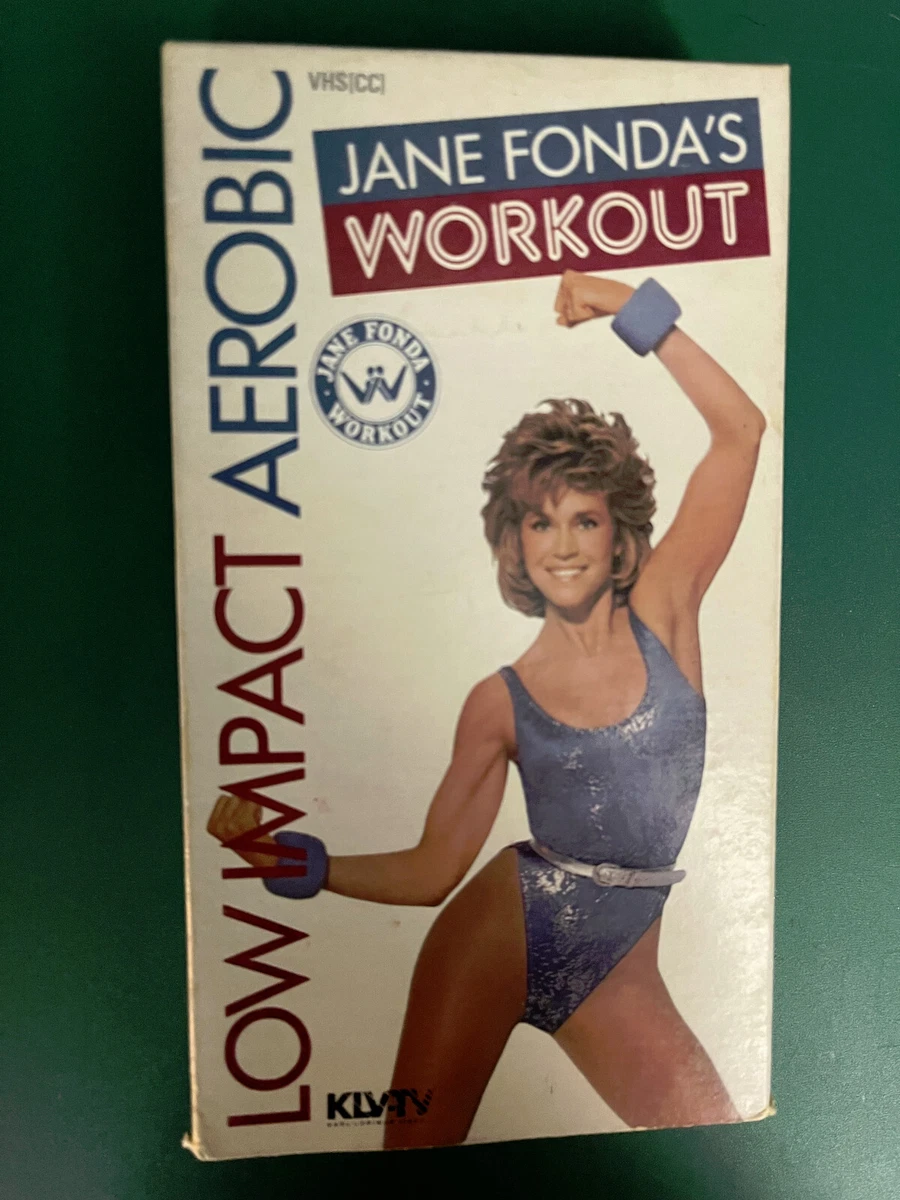 VHS[CC]
JANE FONDA'S
WORKOUT
LOW IMPACT AEROBIC
JANE FONDA
WORKOUT
KLV-TV